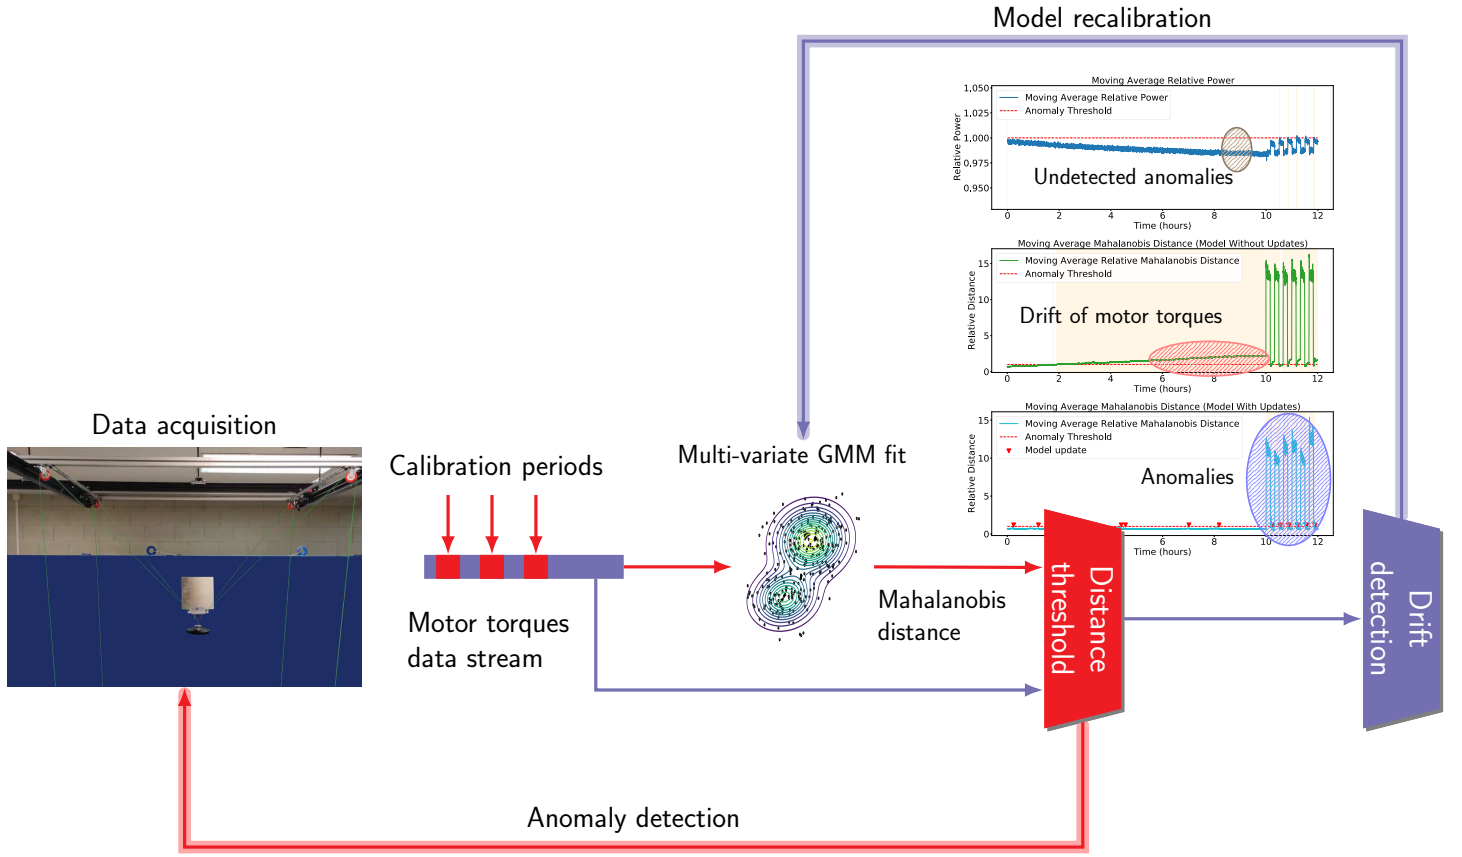 Model recalibration
Moving Average Relative Power
1.050
1.025
1.000
0.975
0.950
Relative Power
Moving Average Relative Power
Anomaly Threshold
Undetected anomalies
0 2 4 6 8 10 12
Time (hours)
Moving Average Mahalanobis Distance (Model Without Updates)
15
10
5
0
Relative Distance
Moving Average Relative Mahalanobis Distance
Anomaly Threshold
Drift of motor torques
0 2 4 6 8 10 12
Time (hours)
Moving Average Mahalanobis Distance (Model With Updates)
15
10
5
0
Relative Distance
Moving Average Relative Mahalanobis Distance
Anomaly Threshold
Model update
Anomalies
0 2 4 6 8 10 12
Time (hours)
Data acquisition
Calibration periods
Motor torques
data stream
Multi-variate GMM fit
Mahalanobis
distance
Distance
threshold
Drift
detection
Anomaly detection